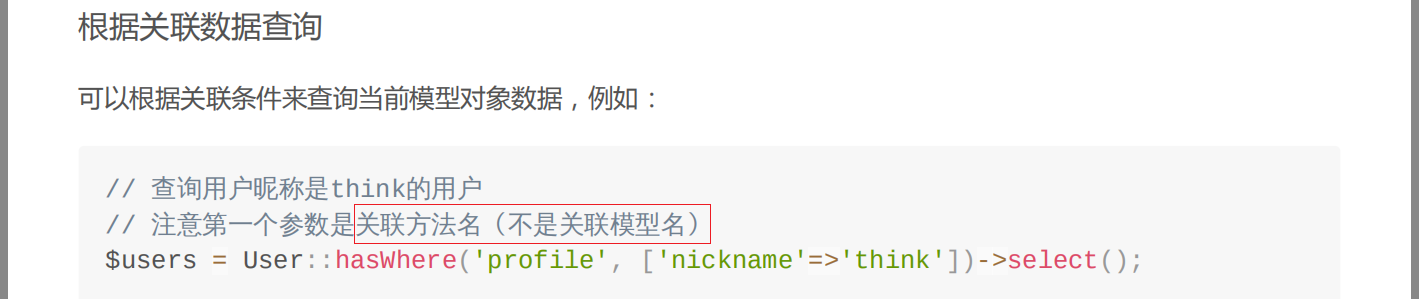 根据关联数据查询
可以根据关联条件来查询当前模型对象数据，例如：
// 查询用户昵称是think的用户
// 注意第一个参数是关联方法名（不是关联模型名）
$users = User::hasWhere('profile', ['nickname'=>'think'])->select();